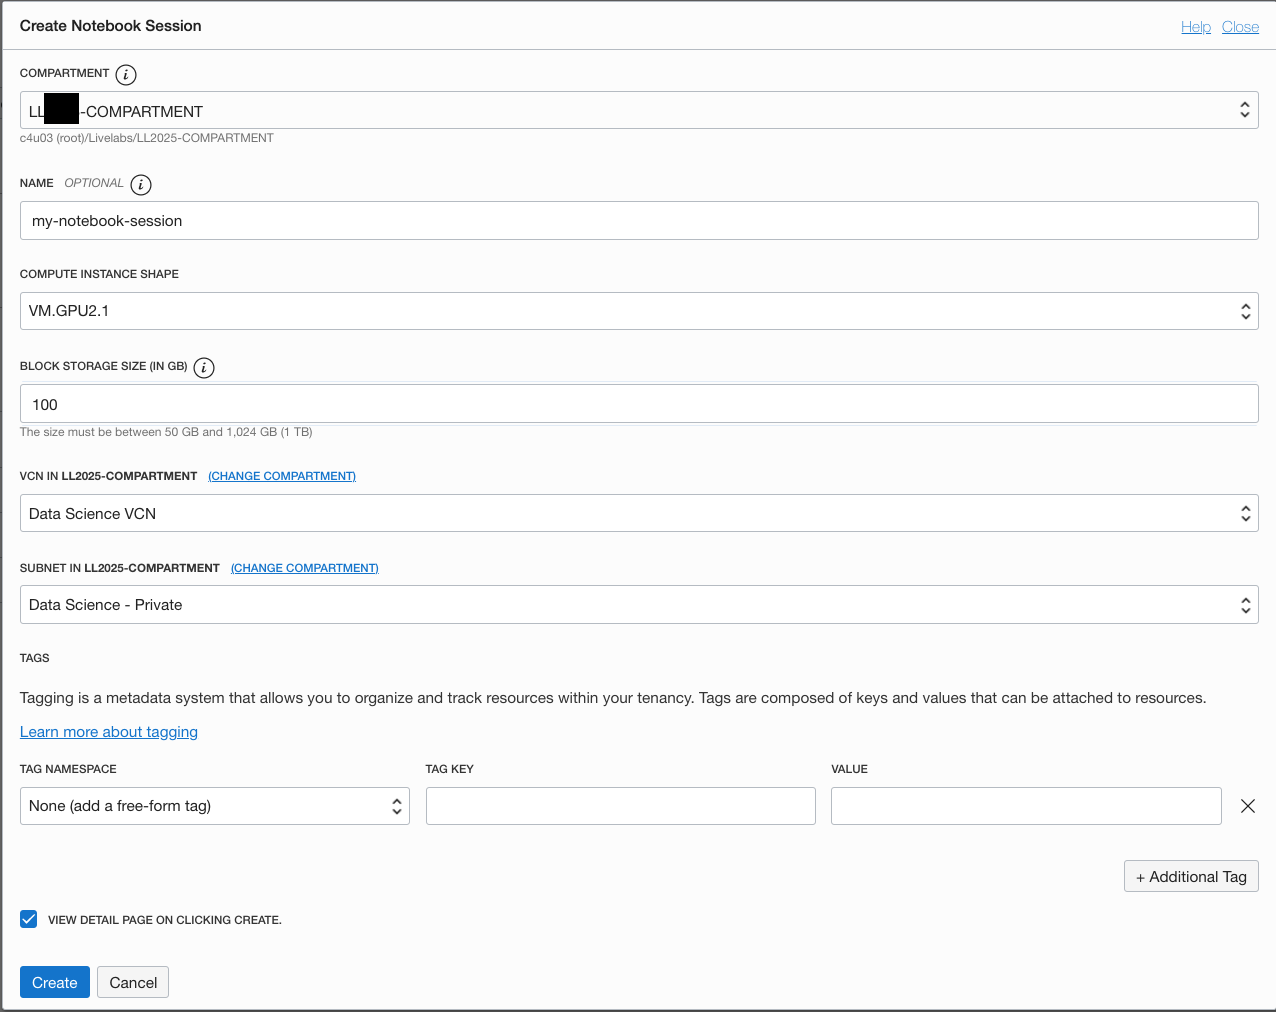 Create Notebook Session
Help Close
COMPARTMENT i
LL -COMPARTMENT
c4u03 (root)/Livelabs/LL2025-COMPARTMENT
NAME OPTIONAL i
my-notebook-session
COMPUTE INSTANCE SHAPE
VM.GPU2.1
BLOCK STORAGE SIZE (IN GB) i
100
The size must be between 50 GB and 1,024 GB (1 TB)
VCN IN LL2025-COMPARTMENT (CHANGE COMPARTMENT)
Data Science VCN
SUBNET IN LL2025-COMPARTMENT (CHANGE COMPARTMENT)
Data Science - Private
TAGS
Tagging is a metadata system that allows you to organize and track resources within your tenancy. Tags are composed of keys and values that can be attached to resources.
Learn more about tagging
TAG NAMESPACE TAG KEY VALUE
None (add a free-form tag)
+ Additional Tag
VIEW DETAIL PAGE ON CLICKING CREATE.
Create Cancel